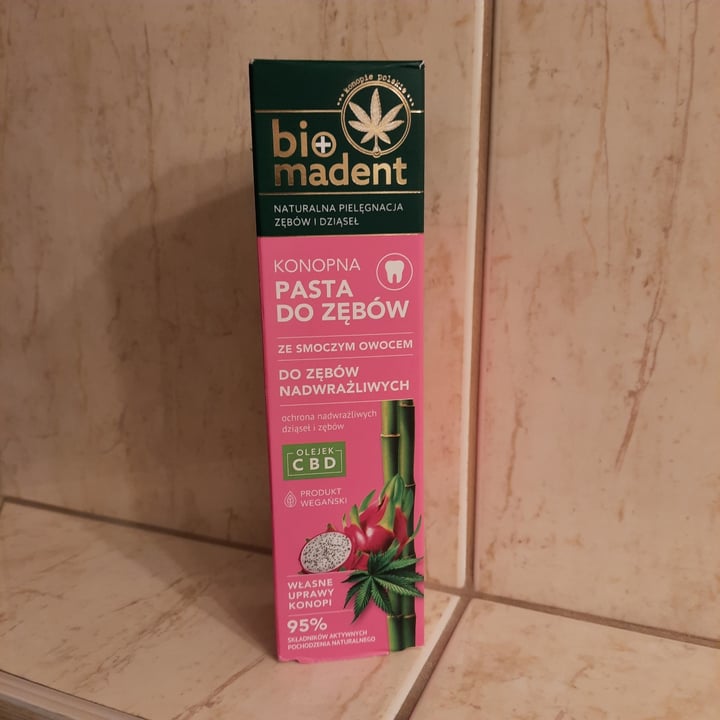 konopie polskie
bio
madent
NATURALNA PIELĘGNACJA
ZĘBÓW I DZIĄSEŁ
KONOPNA
PASTA
DO ZĘBÓW
ZE SMOCZYM OWOCEM
DO ZĘBÓW
NADWRAŻLIWYCH
ochrona nadwrażliwych
dziąseł i zębów
OLEJEK
CBD
PRODUKT
WEGAŃSKI
WŁASNE
UPRAWY
KONOPI
95%
SKŁADNIKÓW AKTYWNYCH
POCHODZENIA NATURALNEGO